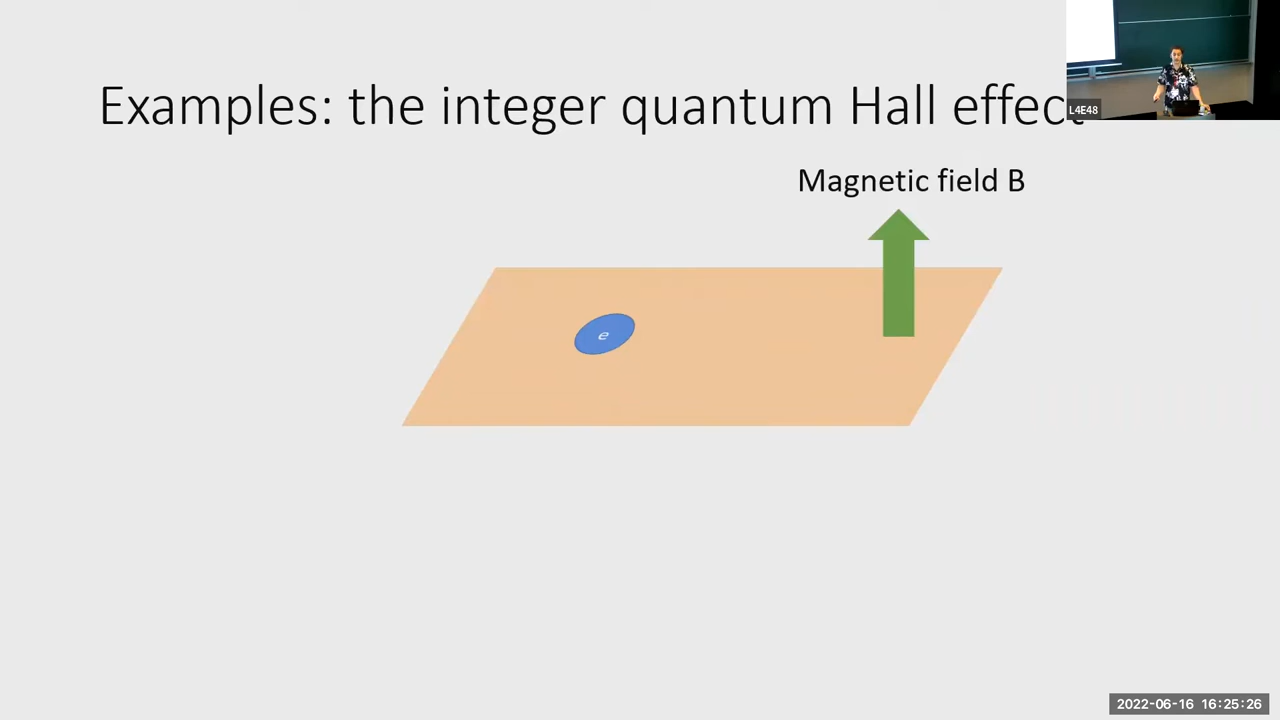 Examples: the integer quantum Hall effect
L4E48
Magnetic field B
e
2022-06-16 16:25:26